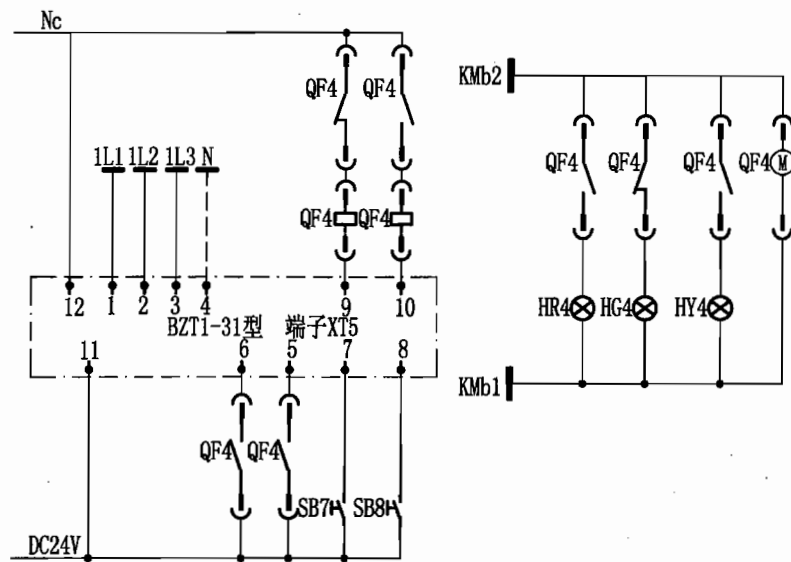 Nc
QF4 QF4
1L1 1L2 1L3 N
QF4 QF4
12 1 2 3 4 9 10
BZT1-31型 端子XT5
11 6 5 7 8
QF4 QF4
SB7 SB8
DC24V
KMb2
QF4 QF4 QF4 QF4 M
HR4 HG4 HY4
KMb1